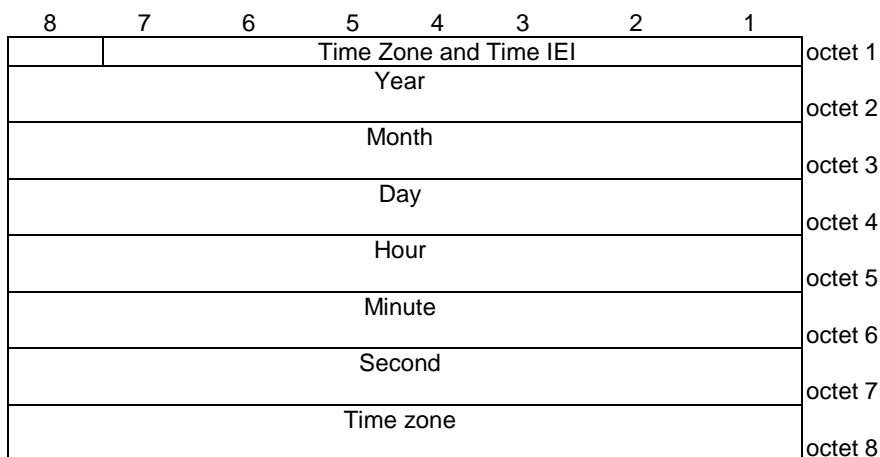 8 7 6 5 4 3 2 1
Time Zone and Time IEI octet 1
Year
octet 2
Month
octet 3
Day
octet 4
Hour
octet 5
Minute
octet 6
Second
octet 7
Time zone
octet 8